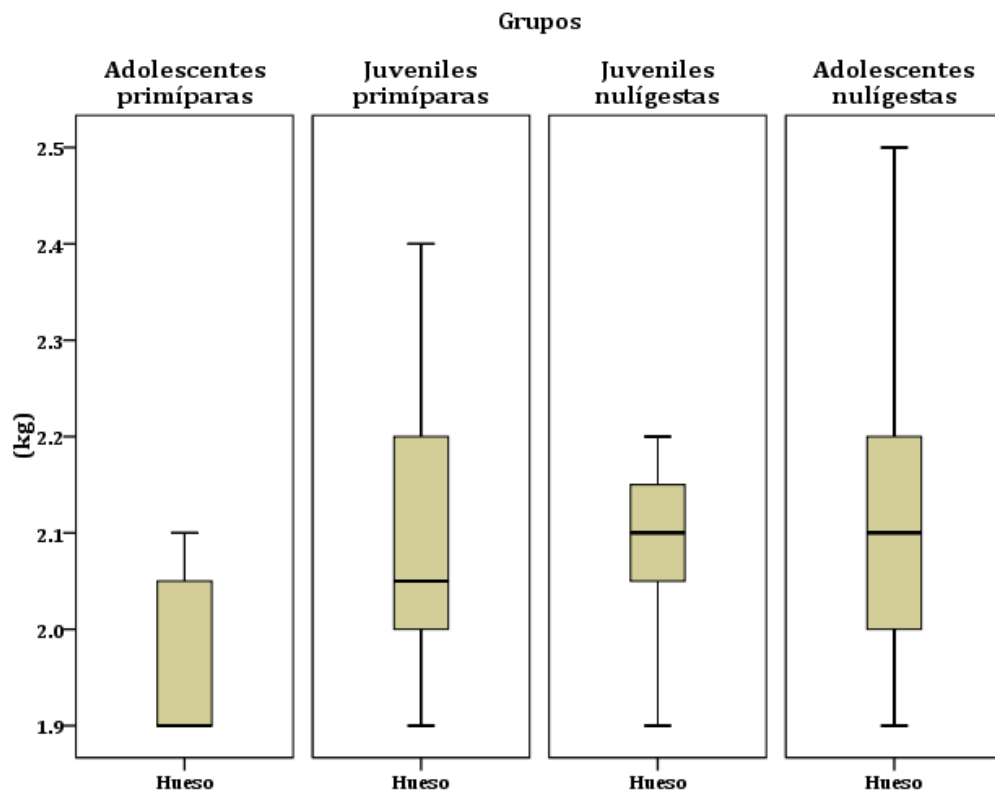 Grupos
Adolescentes
primíparas
Juveniles
primíparas
Juveniles
nulígestas
Adolescentes
nulígestas
2.5
2.4
2.3
2.2
2.1
2.0
1.9
(kg)
Hueso
Hueso
Hueso
Hueso